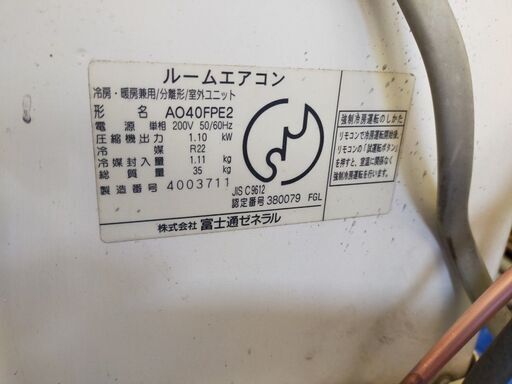 ルームエアコン
冷房・暖房兼用/分離形/室外ユニット
形名 AO40FPE2
電源 単相 200V 50/60Hz
圧縮機出力 1.10 kW
冷媒 R22
冷媒封入量 1.11 kg
総質量 35 kg
製造番号 4003711
JIS C 9612
認定番号 380079 FGL
株式会社 富士通ゼネラル
強制冷房運転のしかた
リモコンで冷房運転開始後、
リモコンの「試運転ボタン」
を押すと、室温に関係なく
強制冷房運転を行います。